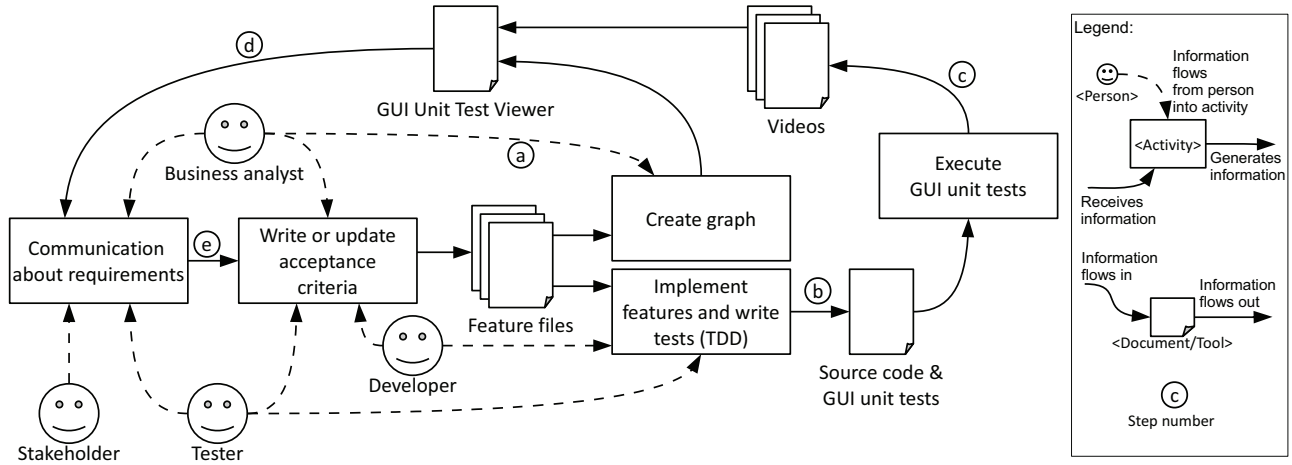 d
GUI Unit Test Viewer
Videos
c
Business analyst
a
Execute
GUI unit tests
Communication
about requirements
e
Write or update
acceptance
criteria
Feature files
Create graph
Implement
features and write
tests (TDD)
b
Source code &
GUI unit tests
Developer
Stakeholder
Tester
Legend:
<Person>
Information
flows
from person
into activity
<Activity>
Generates
information
Receives
information
Information
flows in
Information
flows out
<Document/Tool>
c
Step number